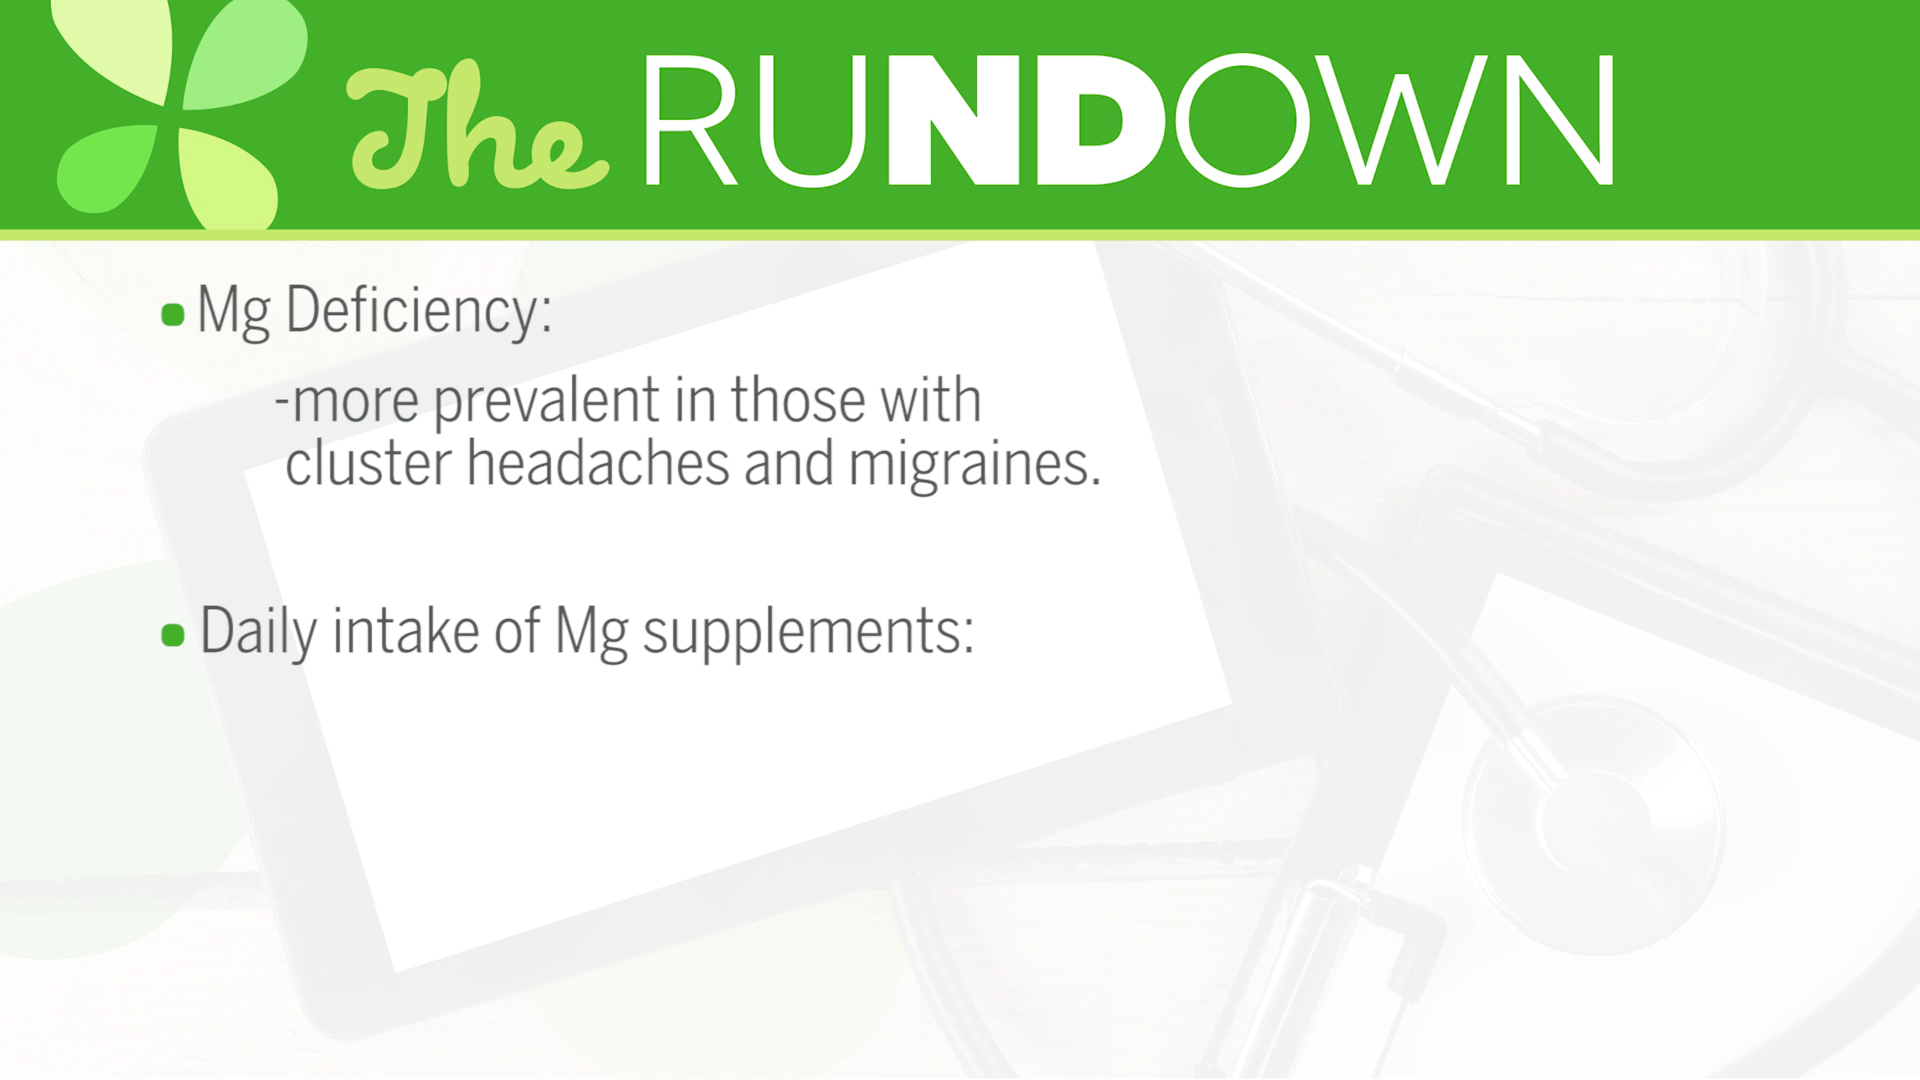 The RUNDOWN
• Mg Deficiency:
-more prevalent in those with
cluster headaches and migraines.
• Daily intake of Mg supplements: